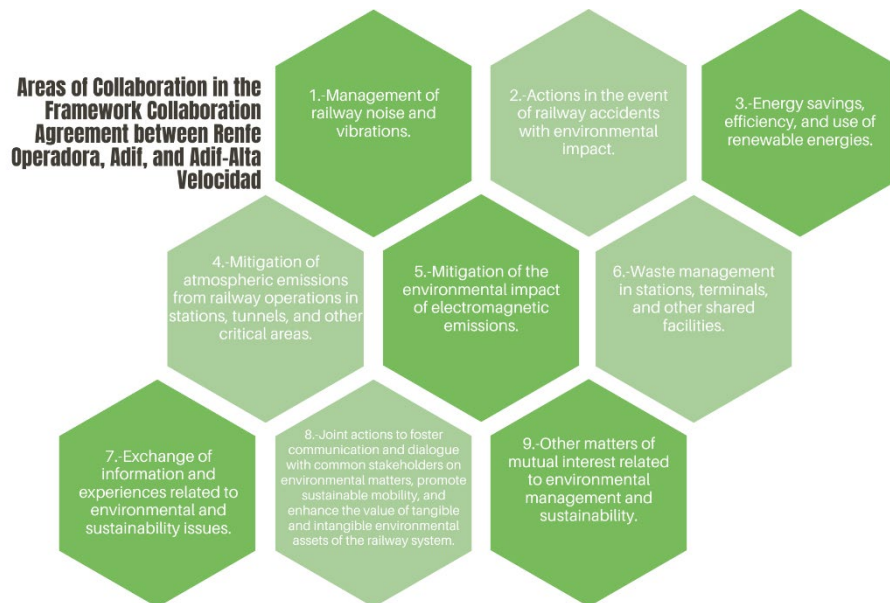 Areas of Collaboration in the
Framework Collaboration
Agreement between Renfe
Operadora, Adif, and Adif-Alta
Velocidad
1.-Management of
railway noise and
vibrations.
2.-Actions in the event
of railway accidents
with environmental
impact.
3.-Energy savings,
efficiency, and use of
renewable energies.
4.-Mitigation of
atmospheric emissions
from railway operations in
stations, tunnels, and other
critical areas.
5.-Mitigation of the
environmental impact
of electromagnetic
emissions.
6.-Waste management
in stations, terminals,
and other shared
facilities.
7.-Exchange of
information and
experiences related to
environmental and
sustainability issues.
8.-Joint actions to foster
communication and dialogue
with common stakeholders on
environmental matters, promote
sustainable mobility, and
enhance the value of tangible
and intangible environmental
assets of the railway system.
9.-Other matters of
mutual interest related
to environmental
management and
sustainability.